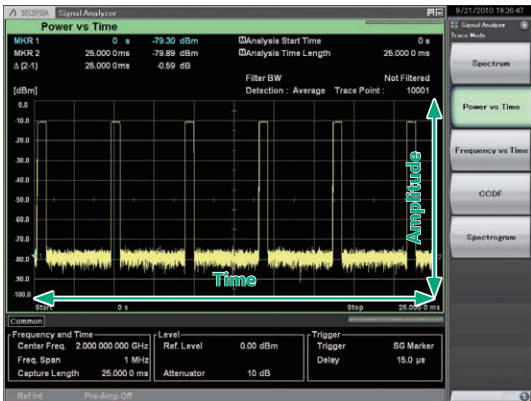 MS2830A Signal Analyzer
9/21/2010 19:36:47
Power vs Time
MKR 1 0 s -79.30 dBm
MKR 2 25.000 0ms -79.89 dBm
Δ (2-1) 25.000 0ms -0.59 dB
MAnalysis Start Time 0 s
MAnalysis Time Length 25.000 0 ms
Filter BW Not Filtered
Detection : Average Trace Point : 10001
[dBm]
0.0
-10.0
-20.0
-30.0
-40.0
-50.0
-60.0
-70.0
-80.0
-90.0
-100.0
1
2
Amplitude
Time
Start 0 s Stop 25.000 0 ms
Common
Frequency and Time
Center Freq. 2.000 000 000 GHz
Freq. Span 1 MHz
Capture Length 25.000 0 ms
Level
Ref. Level 0.00 dBm
Attenuator 10 dB
Trigger
Trigger SG Marker
Delay 15.0 µs
Ref.Int Pre-Amp Off
Signal Analyzer
Trace Mode
Spectrum
Power vs Time
Frequency vs Time
CCDF
Spectrogram